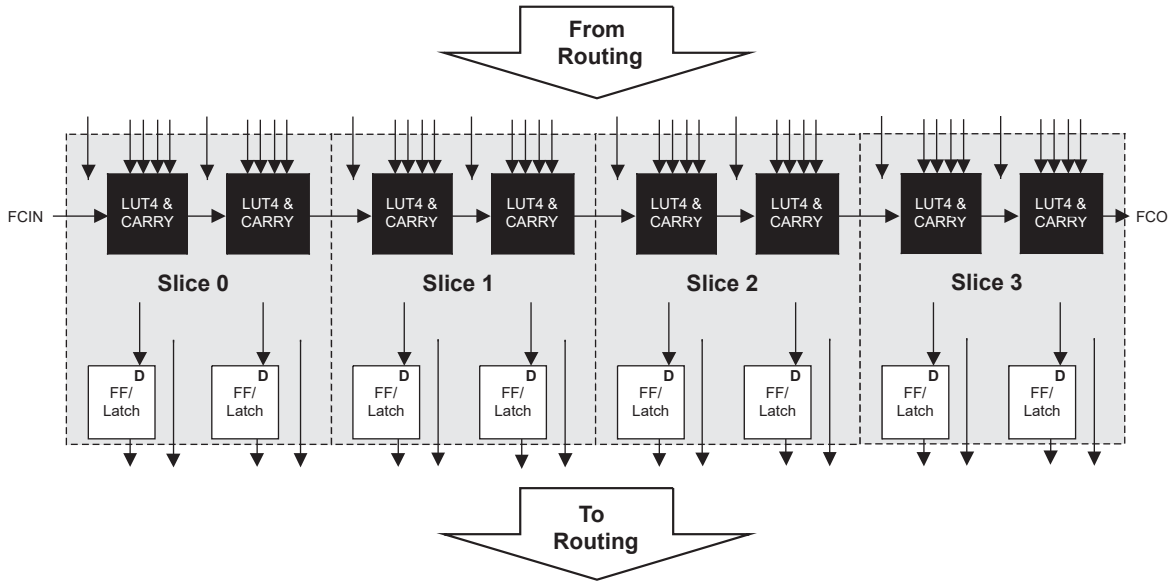 From
Routing
FCIN
LUT4 &
CARRY
LUT4 &
CARRY
LUT4 &
CARRY
LUT4 &
CARRY
LUT4 &
CARRY
LUT4 &
CARRY
LUT4 &
CARRY
LUT4 &
CARRY
FCO
Slice 0
Slice 1
Slice 2
Slice 3
D
FF/
Latch
D
FF/
Latch
D
FF/
Latch
D
FF/
Latch
D
FF/
Latch
D
FF/
Latch
D
FF/
Latch
D
FF/
Latch
To
Routing